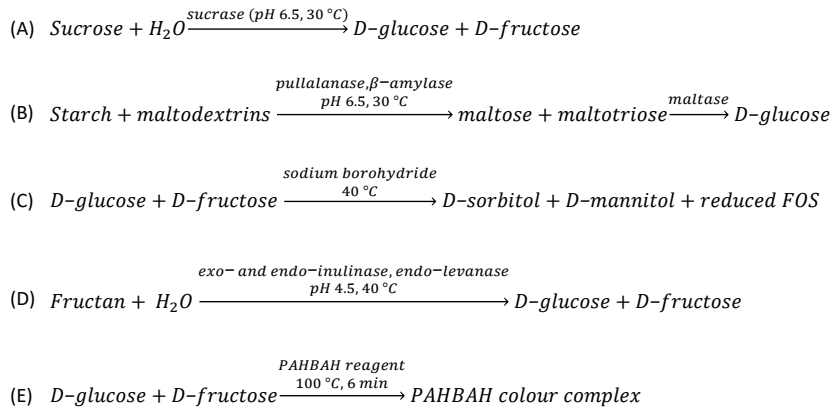 sucrase (pH 6.5, 30 °C)
(A) Sucrose + H₂O → D−glucose + D−fructose
pullalanase,β−amylase
pH 6.5, 30 °C maltase
(B) Starch + maltodextrins → maltose + maltotriose → D−glucose
sodium borohydride
40 °C
(C) D−glucose + D−fructose → D−sorbitol + D−mannitol + reduced FOS
exo− and endo−inulinase, endo−levanase
pH 4.5, 40 °C
(D) Fructan + H₂O → D−glucose + D−fructose
PAHBAH reagent
100 °C, 6 min
(E) D−glucose + D−fructose → PAHBAH colour complex